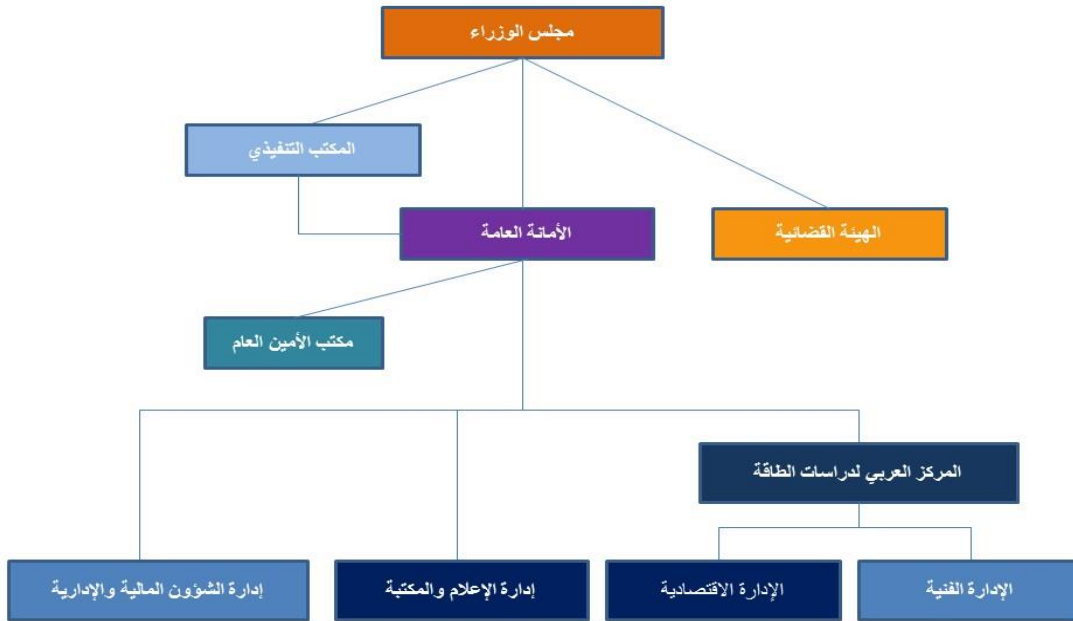 مجلس الوزراء
المكتب التنفيذي
الهيئة القضائية
الأمانة العامة
مكتب الأمين العام
المركز العربي لدراسات الطاقة
الإدارة الفنية
الإدارة الاقتصادية
إدارة الإعلام والمكتبة
إدارة الشؤون المالية والإدارية